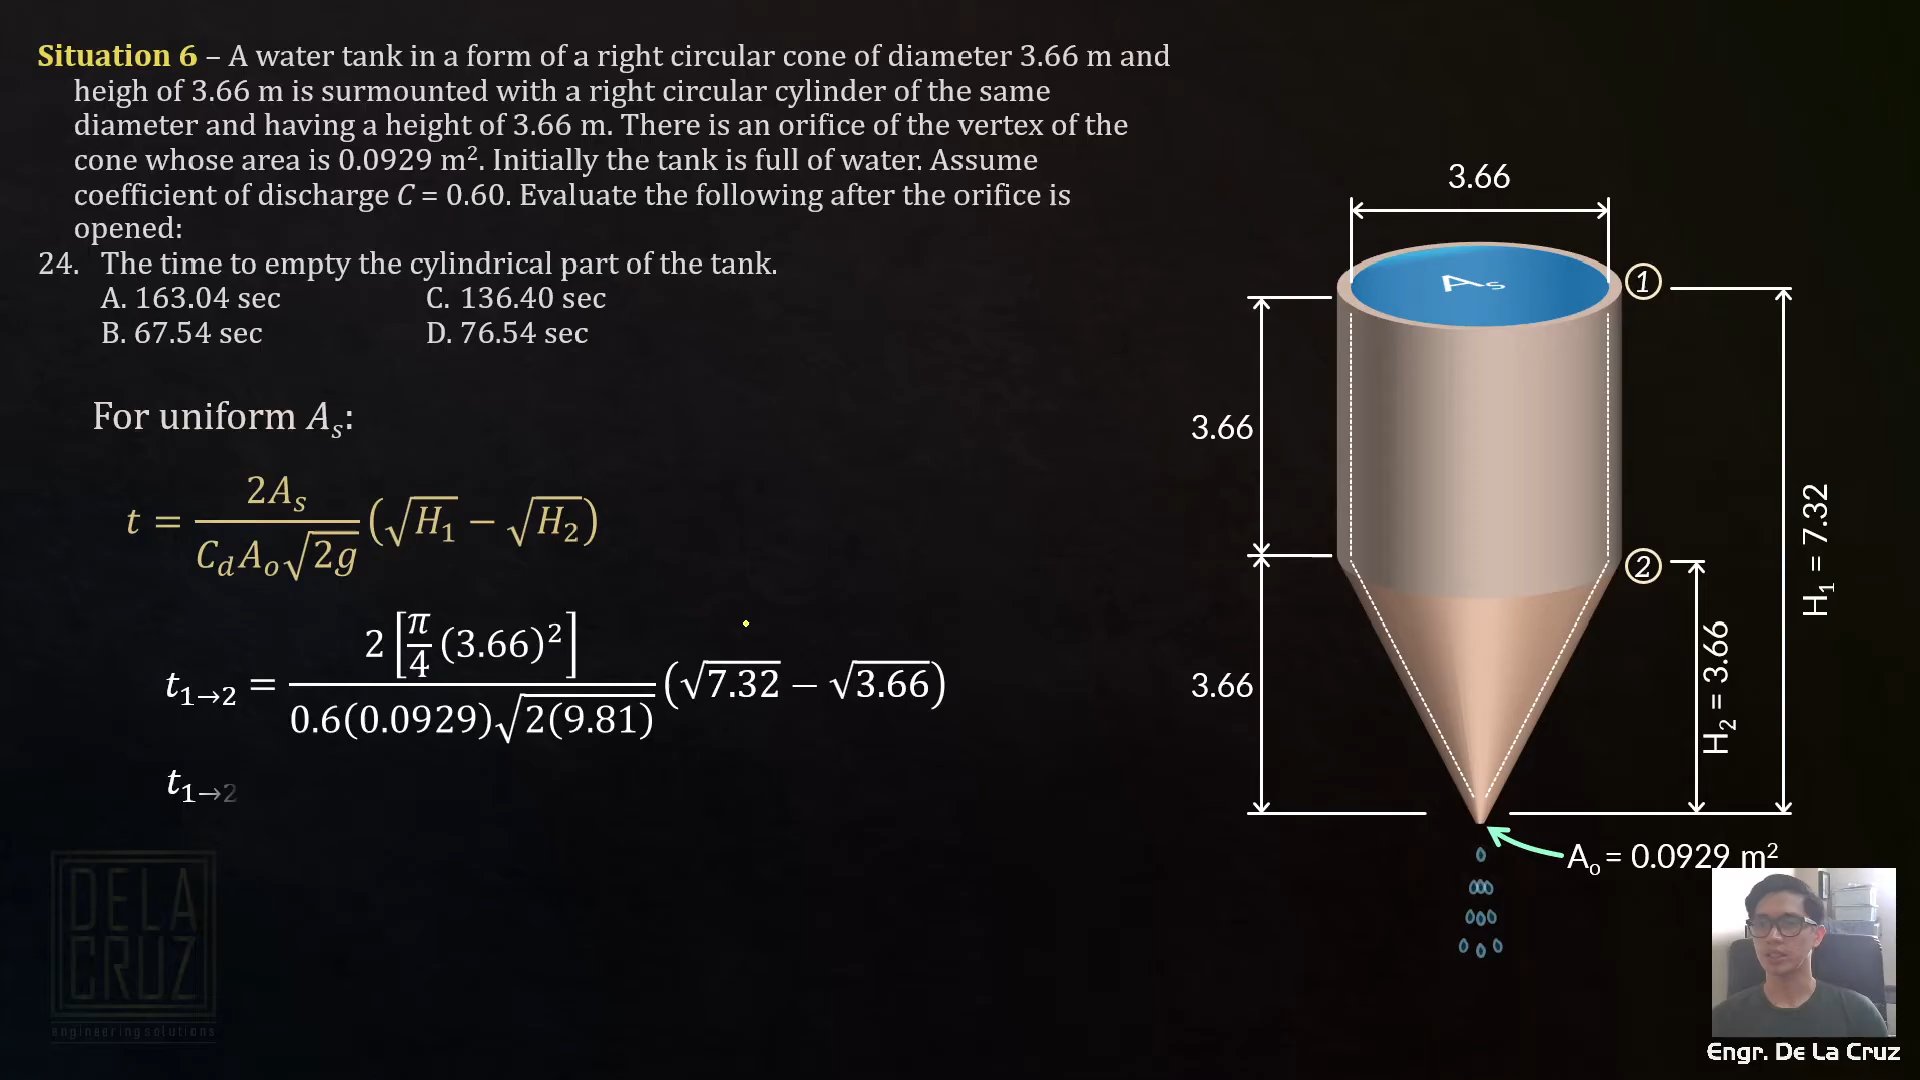 Situation 6 – A water tank in a form of a right circular cone of diameter 3.66 m and
heigh of 3.66 m is surmounted with a right circular cylinder of the same
diameter and having a height of 3.66 m. There is an orifice of the vertex of the
cone whose area is 0.0929 m². Initially the tank is full of water. Assume
coefficient of discharge C = 0.60. Evaluate the following after the orifice is
opened:
24. The time to empty the cylindrical part of the tank.
A. 163.04 sec C. 136.40 sec
B. 67.54 sec D. 76.54 sec
For uniform Aₛ:
t = 2Aₛ / (C_d Aₒ √(2g)) (√H₁ − √H₂)
t₁→₂ = 2[π/4 (3.66)²] / (0.6(0.0929)√(2(9.81))) (√7.32 − √3.66)
t₁→₂
3.66
Aₛ
①
3.66
②
3.66
H₂ = 3.66
H₁ = 7.32
Aₒ = 0.0929 m²
DELA
CRUZ
engineering solutions
Engr. De La Cruz